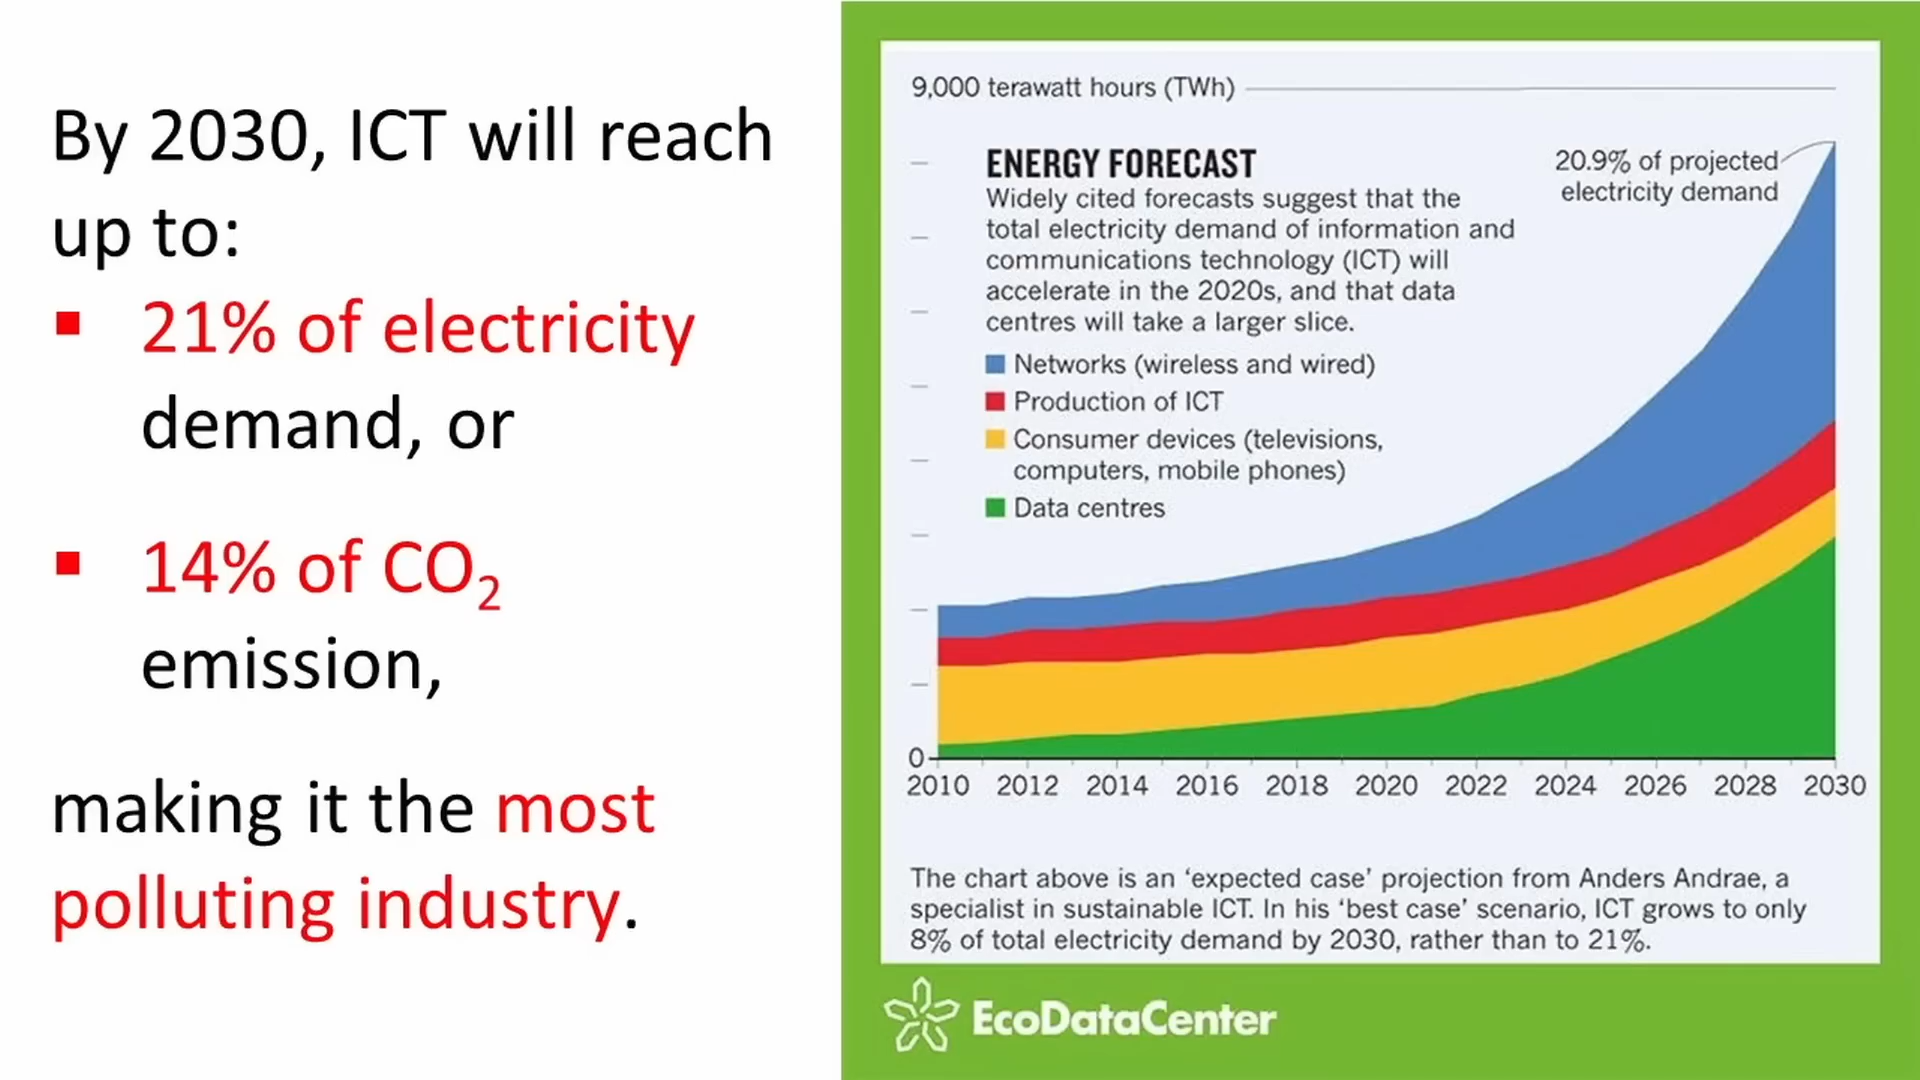 By 2030, ICT will reach
up to:
▪ 21% of electricity
demand, or
▪ 14% of CO₂
emission,
making it the most
polluting industry.
9,000 terawatt hours (TWh)
ENERGY FORECAST
Widely cited forecasts suggest that the
total electricity demand of information and
communications technology (ICT) will
accelerate in the 2020s, and that data
centres will take a larger slice.
Networks (wireless and wired)
Production of ICT
Consumer devices (televisions,
computers, mobile phones)
Data centres
20.9% of projected
electricity demand
0
2010 2012 2014 2016 2018 2020 2022 2024 2026 2028 2030
The chart above is an ‘expected case’ projection from Anders Andrae, a
specialist in sustainable ICT. In his ‘best case’ scenario, ICT grows to only
8% of total electricity demand by 2030, rather than to 21%.
EcoDataCenter